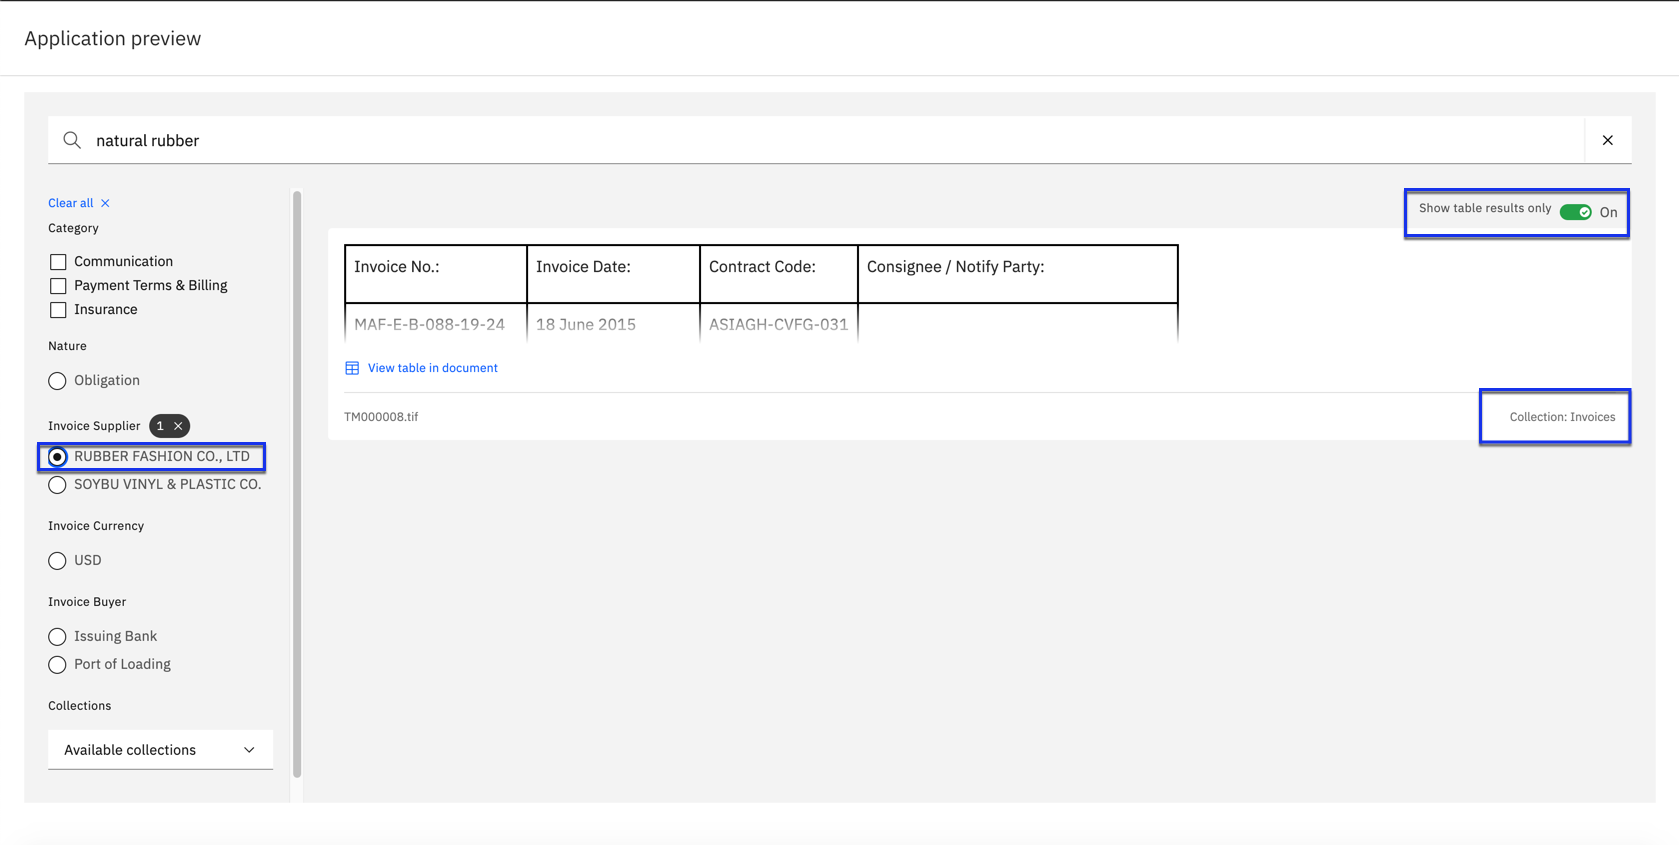 Application preview
natural rubber
Clear all
Category
Communication
Payment Terms & Billing
Insurance
Nature
Obligation
Invoice Supplier 1
RUBBER FASHION CO., LTD
SOYBU VINYL & PLASTIC CO.
Invoice Currency
USD
Invoice Buyer
Issuing Bank
Port of Loading
Collections
Available collections
Show table results only On
Invoice No.: Invoice Date: Contract Code: Consignee / Notify Party:
MAF-E-B-088-19-24 18 June 2015 ASIAGH-CVFG-031
View table in document
TM000008.tif Collection: Invoices